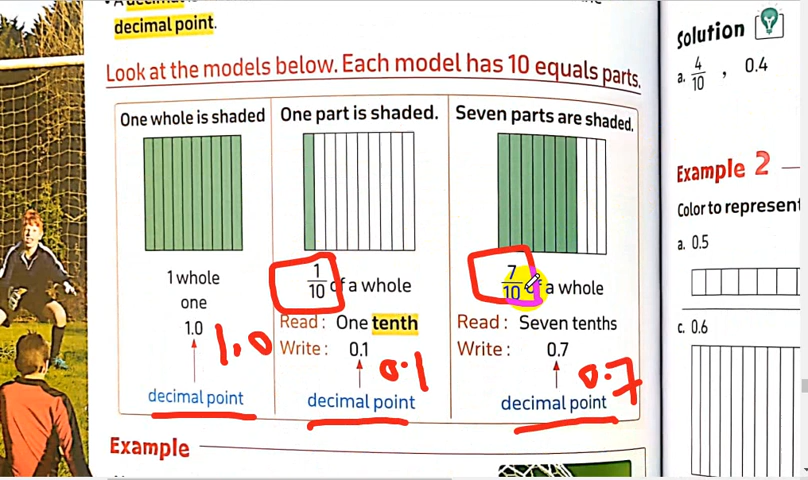 decimal point.
Look at the models below. Each model has 10 equals parts.
One whole is shaded
1 whole
one
1.0
1.0
decimal point
One part is shaded.
1/10 of a whole
Read : One tenth
Write : 0.1
0.1
decimal point
Seven parts are shaded.
7/10 of a whole
Read : Seven tenths
Write : 0.7
0.7
decimal point
Example
Solution
a. 4/10 , 0.4
Example 2
Color to represent
a. 0.5
c. 0.6